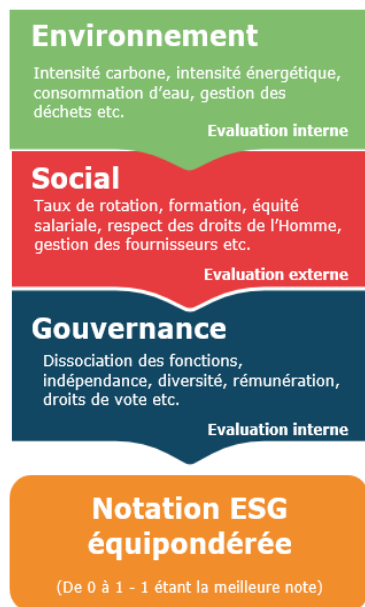 Environnement
Intensité carbone, intensité énergétique,
consommation d'eau, gestion des
déchets etc.
Evaluation interne
Social
Taux de rotation, formation, équité
salariale, respect des droits de l'Homme,
gestion des fournisseurs etc.
Evaluation externe
Gouvernance
Dissociation des fonctions,
indépendance, diversité, rémunération,
droits de vote etc.
Evaluation interne
Notation ESG
équipondérée
(De 0 à 1 - 1 étant la meilleure note)